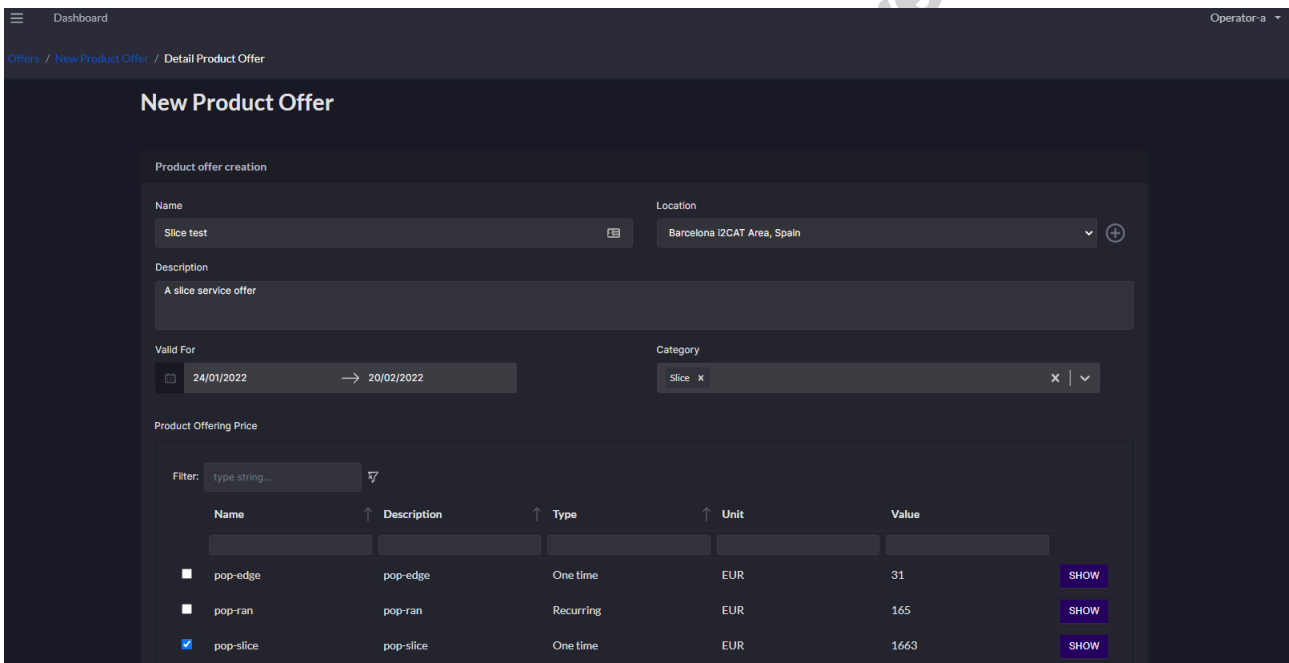 Dashboard Operator-a
Offers / New Product Offer / Detail Product Offer
New Product Offer
Product offer creation
Name Location
Slice test Barcelona i2CAT Area, Spain
Description
A slice service offer
Valid For Category
24/01/2022 → 20/02/2022 Slice x X
Product Offering Price
Filter: type string...
Name ↑ Description ↑ Type ↑ Unit Value
pop-edge pop-edge One time EUR 31 SHOW
pop-ran pop-ran Recurring EUR 165 SHOW
pop-slice pop-slice One time EUR 1663 SHOW